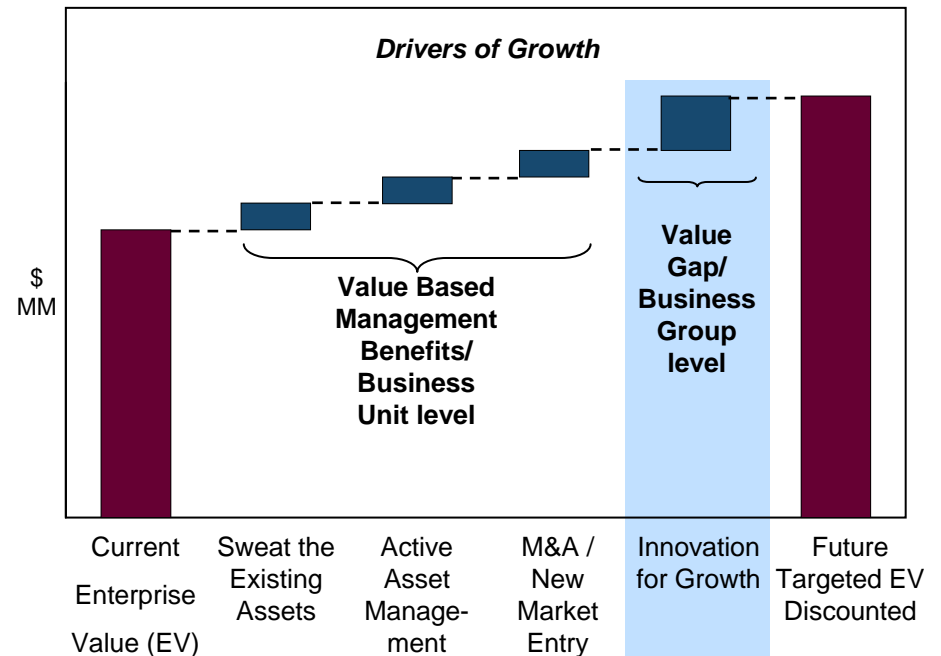 Drivers of Growth
$
MM
Value Based
Management
Benefits/
Business
Unit level
Value
Gap/
Business
Group
level
Current
Enterprise
Value (EV)
Sweat the
Existing
Assets
Active
Asset
Manage-
ment
M&A /
New
Market
Entry
Innovation
for Growth
Future
Targeted EV
Discounted